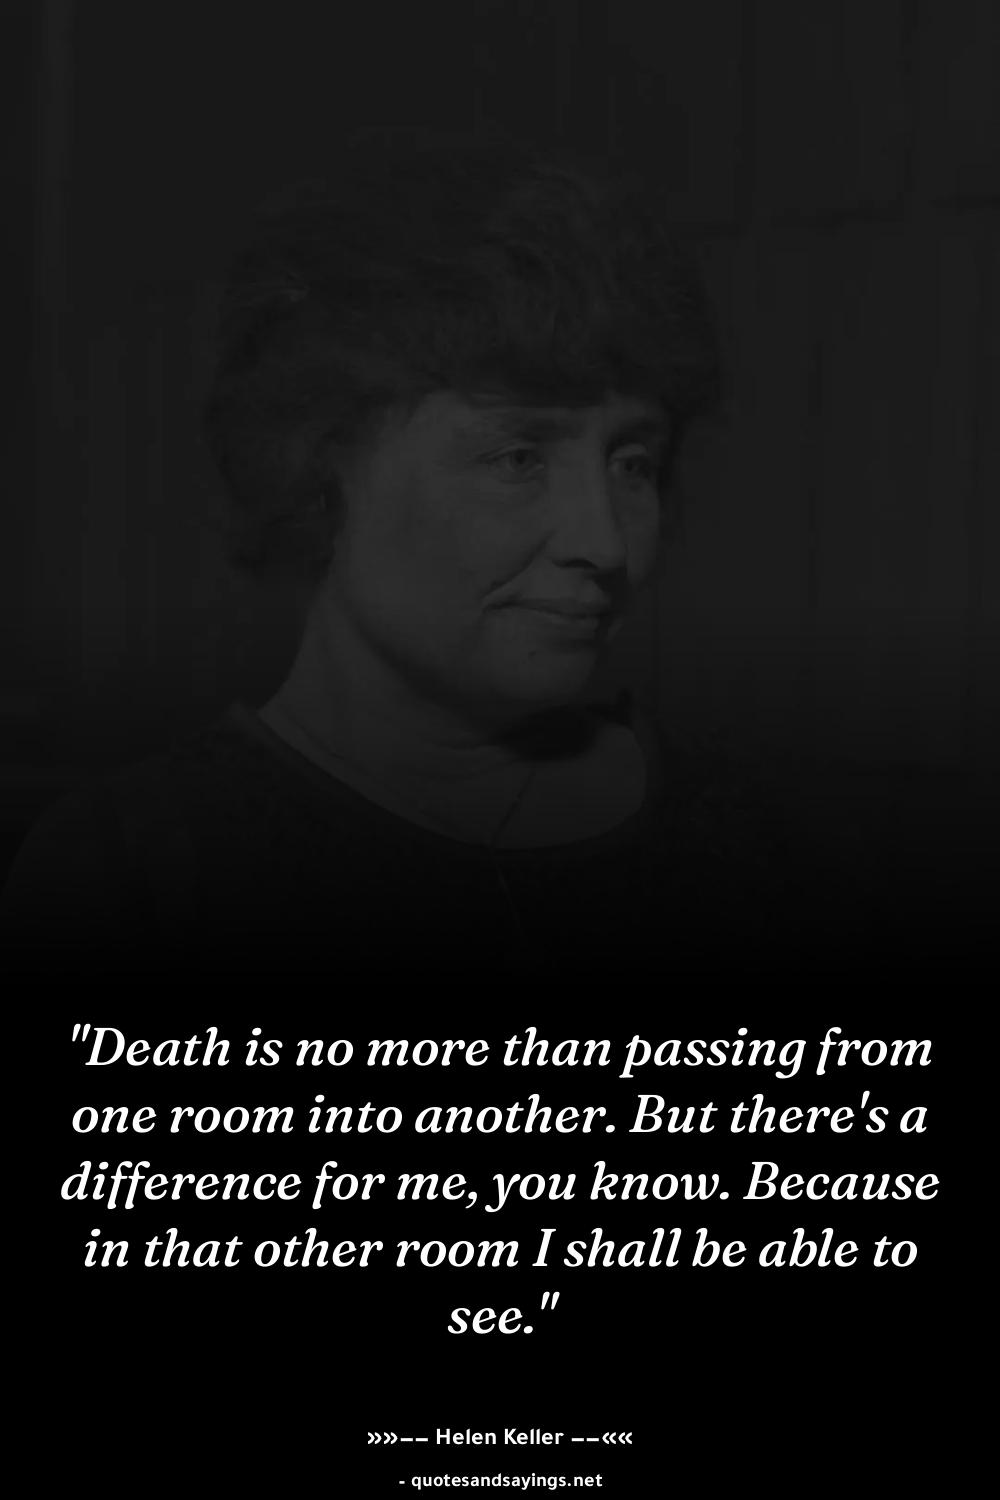 "Death is no more than passing from
one room into another. But there's a
difference for me, you know. Because
in that other room I shall be able to
see."
»»−− Helen Keller −−««
- quotesandsayings.net